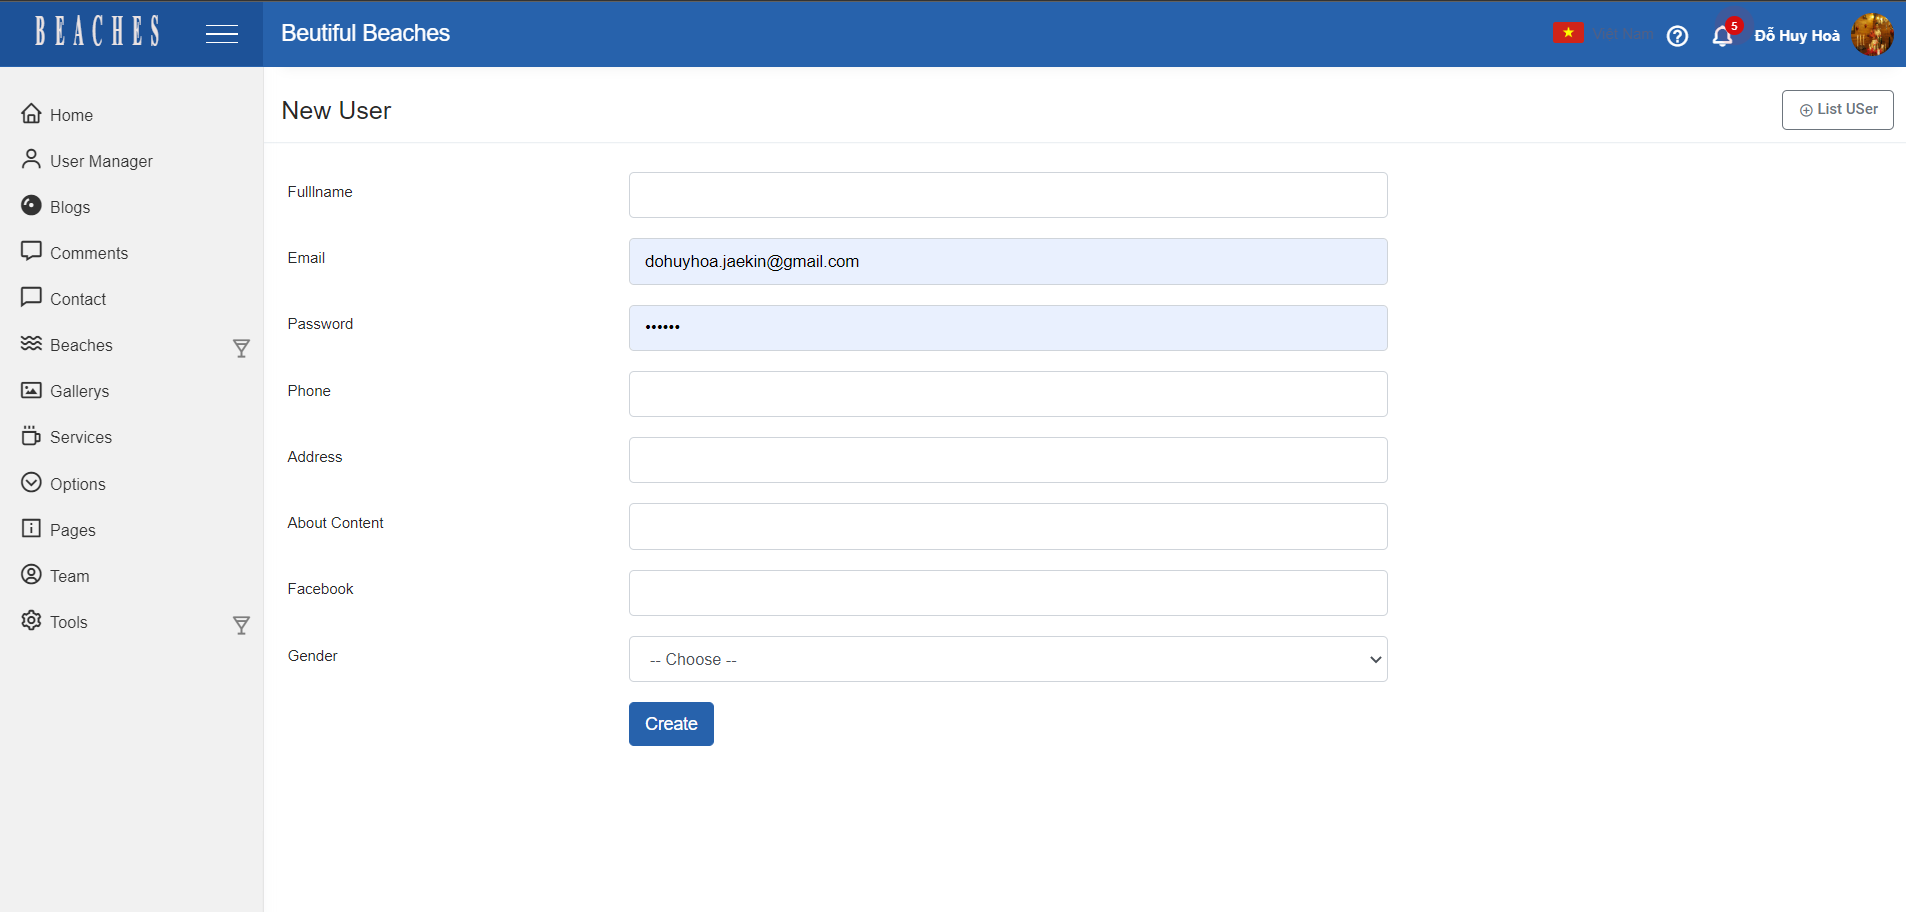 BEACHES
Beutiful Beaches
Việt Nam
5
Đỗ Huy Hoà
Home
User Manager
Blogs
Comments
Contact
Beaches
Gallerys
Services
Options
Pages
Team
Tools
New User
List USer
Fulllname
Email
dohuyhoa.jaekin@gmail.com
Password
••••••
Phone
Address
About Content
Facebook
Gender
-- Choose --
Create